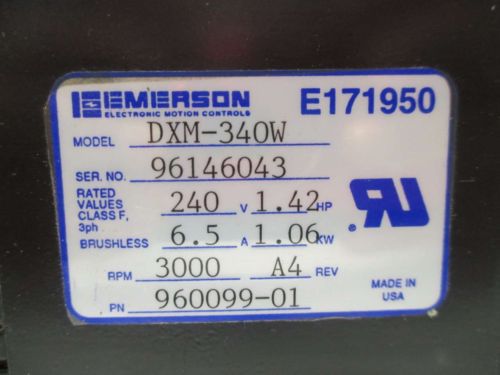 EMERSON E171950
ELECTRONIC MOTION CONTROLS
MODEL DXM-340W
SER. NO. 96146043
RATED VALUES CLASS F, 3ph 240 V 1.42 HP
BRUSHLESS 6.5 A 1.06 KW
RPM 3000 A4 REV
PN 960099-01
MADE IN
USA